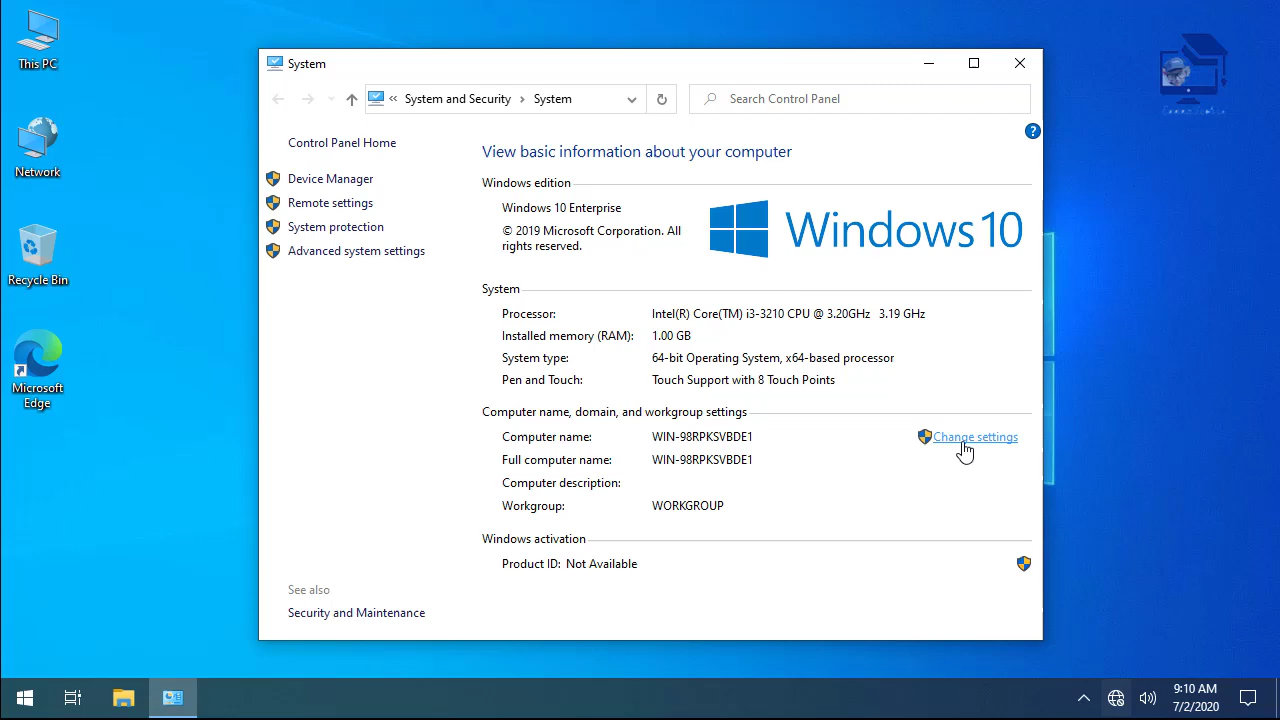 This PC
Network
Recycle Bin
Microsoft
Edge
System
« System and Security › System
Search Control Panel
?
Control Panel Home
Device Manager
Remote settings
System protection
Advanced system settings
See also
Security and Maintenance
View basic information about your computer
Windows edition
Windows 10 Enterprise
© 2019 Microsoft Corporation. All
rights reserved.
Windows 10
System
Processor: Intel(R) Core(TM) i3-3210 CPU @ 3.20GHz 3.19 GHz
Installed memory (RAM): 1.00 GB
System type: 64-bit Operating System, x64-based processor
Pen and Touch: Touch Support with 8 Touch Points
Computer name, domain, and workgroup settings
Computer name: WIN-98RPKSVBDE1
Change settings
Full computer name: WIN-98RPKSVBDE1
Computer description:
Workgroup: WORKGROUP
Windows activation
Product ID: Not Available
9:10 AM
7/2/2020